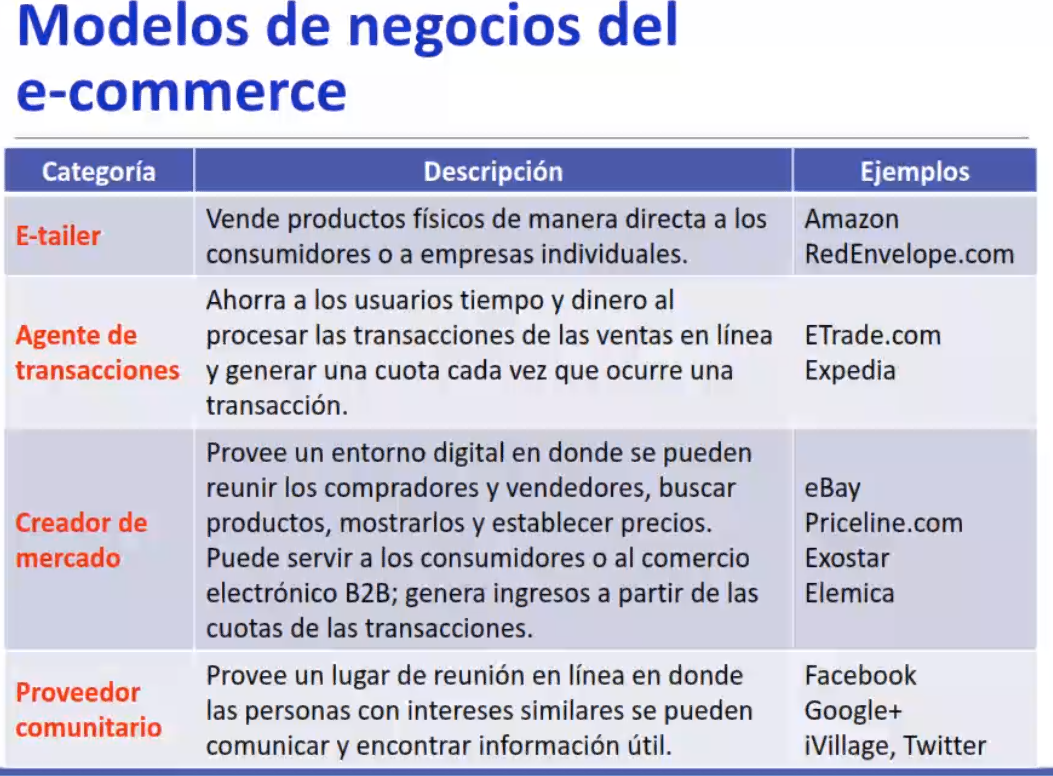 Modelos de negocios del
e-commerce
Categoría Descripción Ejemplos
E-tailer
Vende productos físicos de manera directa a los
consumidores o a empresas individuales.
Amazon
RedEnvelope.com
Agente de
transacciones
Ahorra a los usuarios tiempo y dinero al
procesar las transacciones de las ventas en línea
y generar una cuota cada vez que ocurre una
transacción.
ETrade.com
Expedia
Creador de
mercado
Provee un entorno digital en donde se pueden
reunir los compradores y vendedores, buscar
productos, mostrarlos y establecer precios.
Puede servir a los consumidores o al comercio
electrónico B2B; genera ingresos a partir de las
cuotas de las transacciones.
eBay
Priceline.com
Exostar
Elemica
Proveedor
comunitario
Provee un lugar de reunión en línea en donde
las personas con intereses similares se pueden
comunicar y encontrar información útil.
Facebook
Google+
iVillage, Twitter